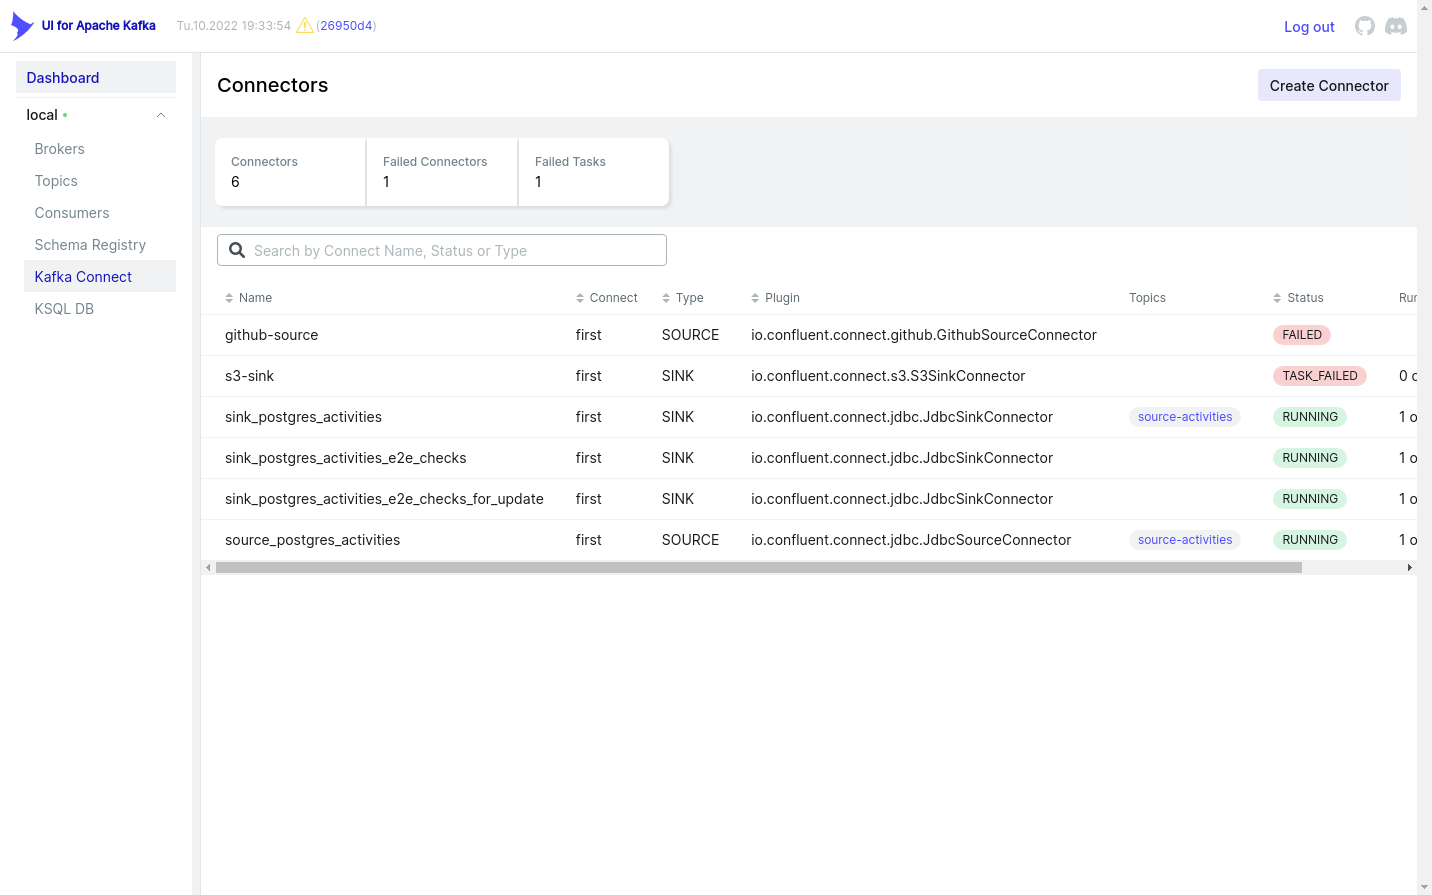 UI for Apache Kafka Tu.10.2022 19:33:54 (26950d4) Log out
Dashboard
local
Brokers
Topics
Consumers
Schema Registry
Kafka Connect
KSQL DB
Connectors Create Connector
Connectors Failed Connectors Failed Tasks
6 1 1
Search by Connect Name, Status or Type
Name Connect Type Plugin Topics Status Run
github-source first SOURCE io.confluent.connect.github.GithubSourceConnector FAILED
s3-sink first SINK io.confluent.connect.s3.S3SinkConnector TASK_FAILED 0 o
sink_postgres_activities first SINK io.confluent.connect.jdbc.JdbcSinkConnector source-activities RUNNING 1 o
sink_postgres_activities_e2e_checks first SINK io.confluent.connect.jdbc.JdbcSinkConnector RUNNING 1 o
sink_postgres_activities_e2e_checks_for_update first SINK io.confluent.connect.jdbc.JdbcSinkConnector RUNNING 1 o
source_postgres_activities first SOURCE io.confluent.connect.jdbc.JdbcSourceConnector source-activities RUNNING 1 o